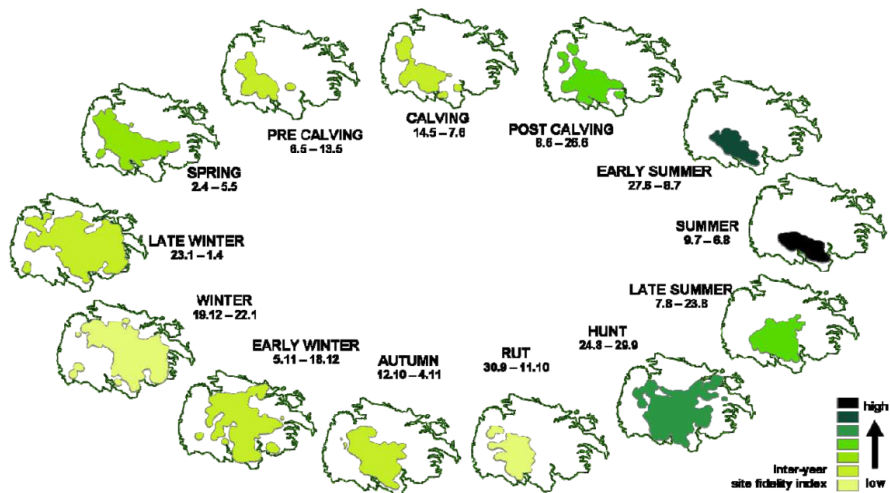 PRE CALVING
6.5 – 13.5
CALVING
14.5 – 7.6
POST CALVING
8.6 – 26.6
EARLY SUMMER
27.6 – 8.7
SUMMER
9.7 – 6.8
LATE SUMMER
7.8 – 23.8
HUNT
24.8 – 29.9
RUT
30.9 – 11.10
AUTUMN
12.10 – 4.11
EARLY WINTER
5.11 – 18.12
WINTER
19.12 – 22.1
LATE WINTER
23.1 – 1.4
SPRING
2.4 – 5.5
high
Inter-year
site fidelity index
low